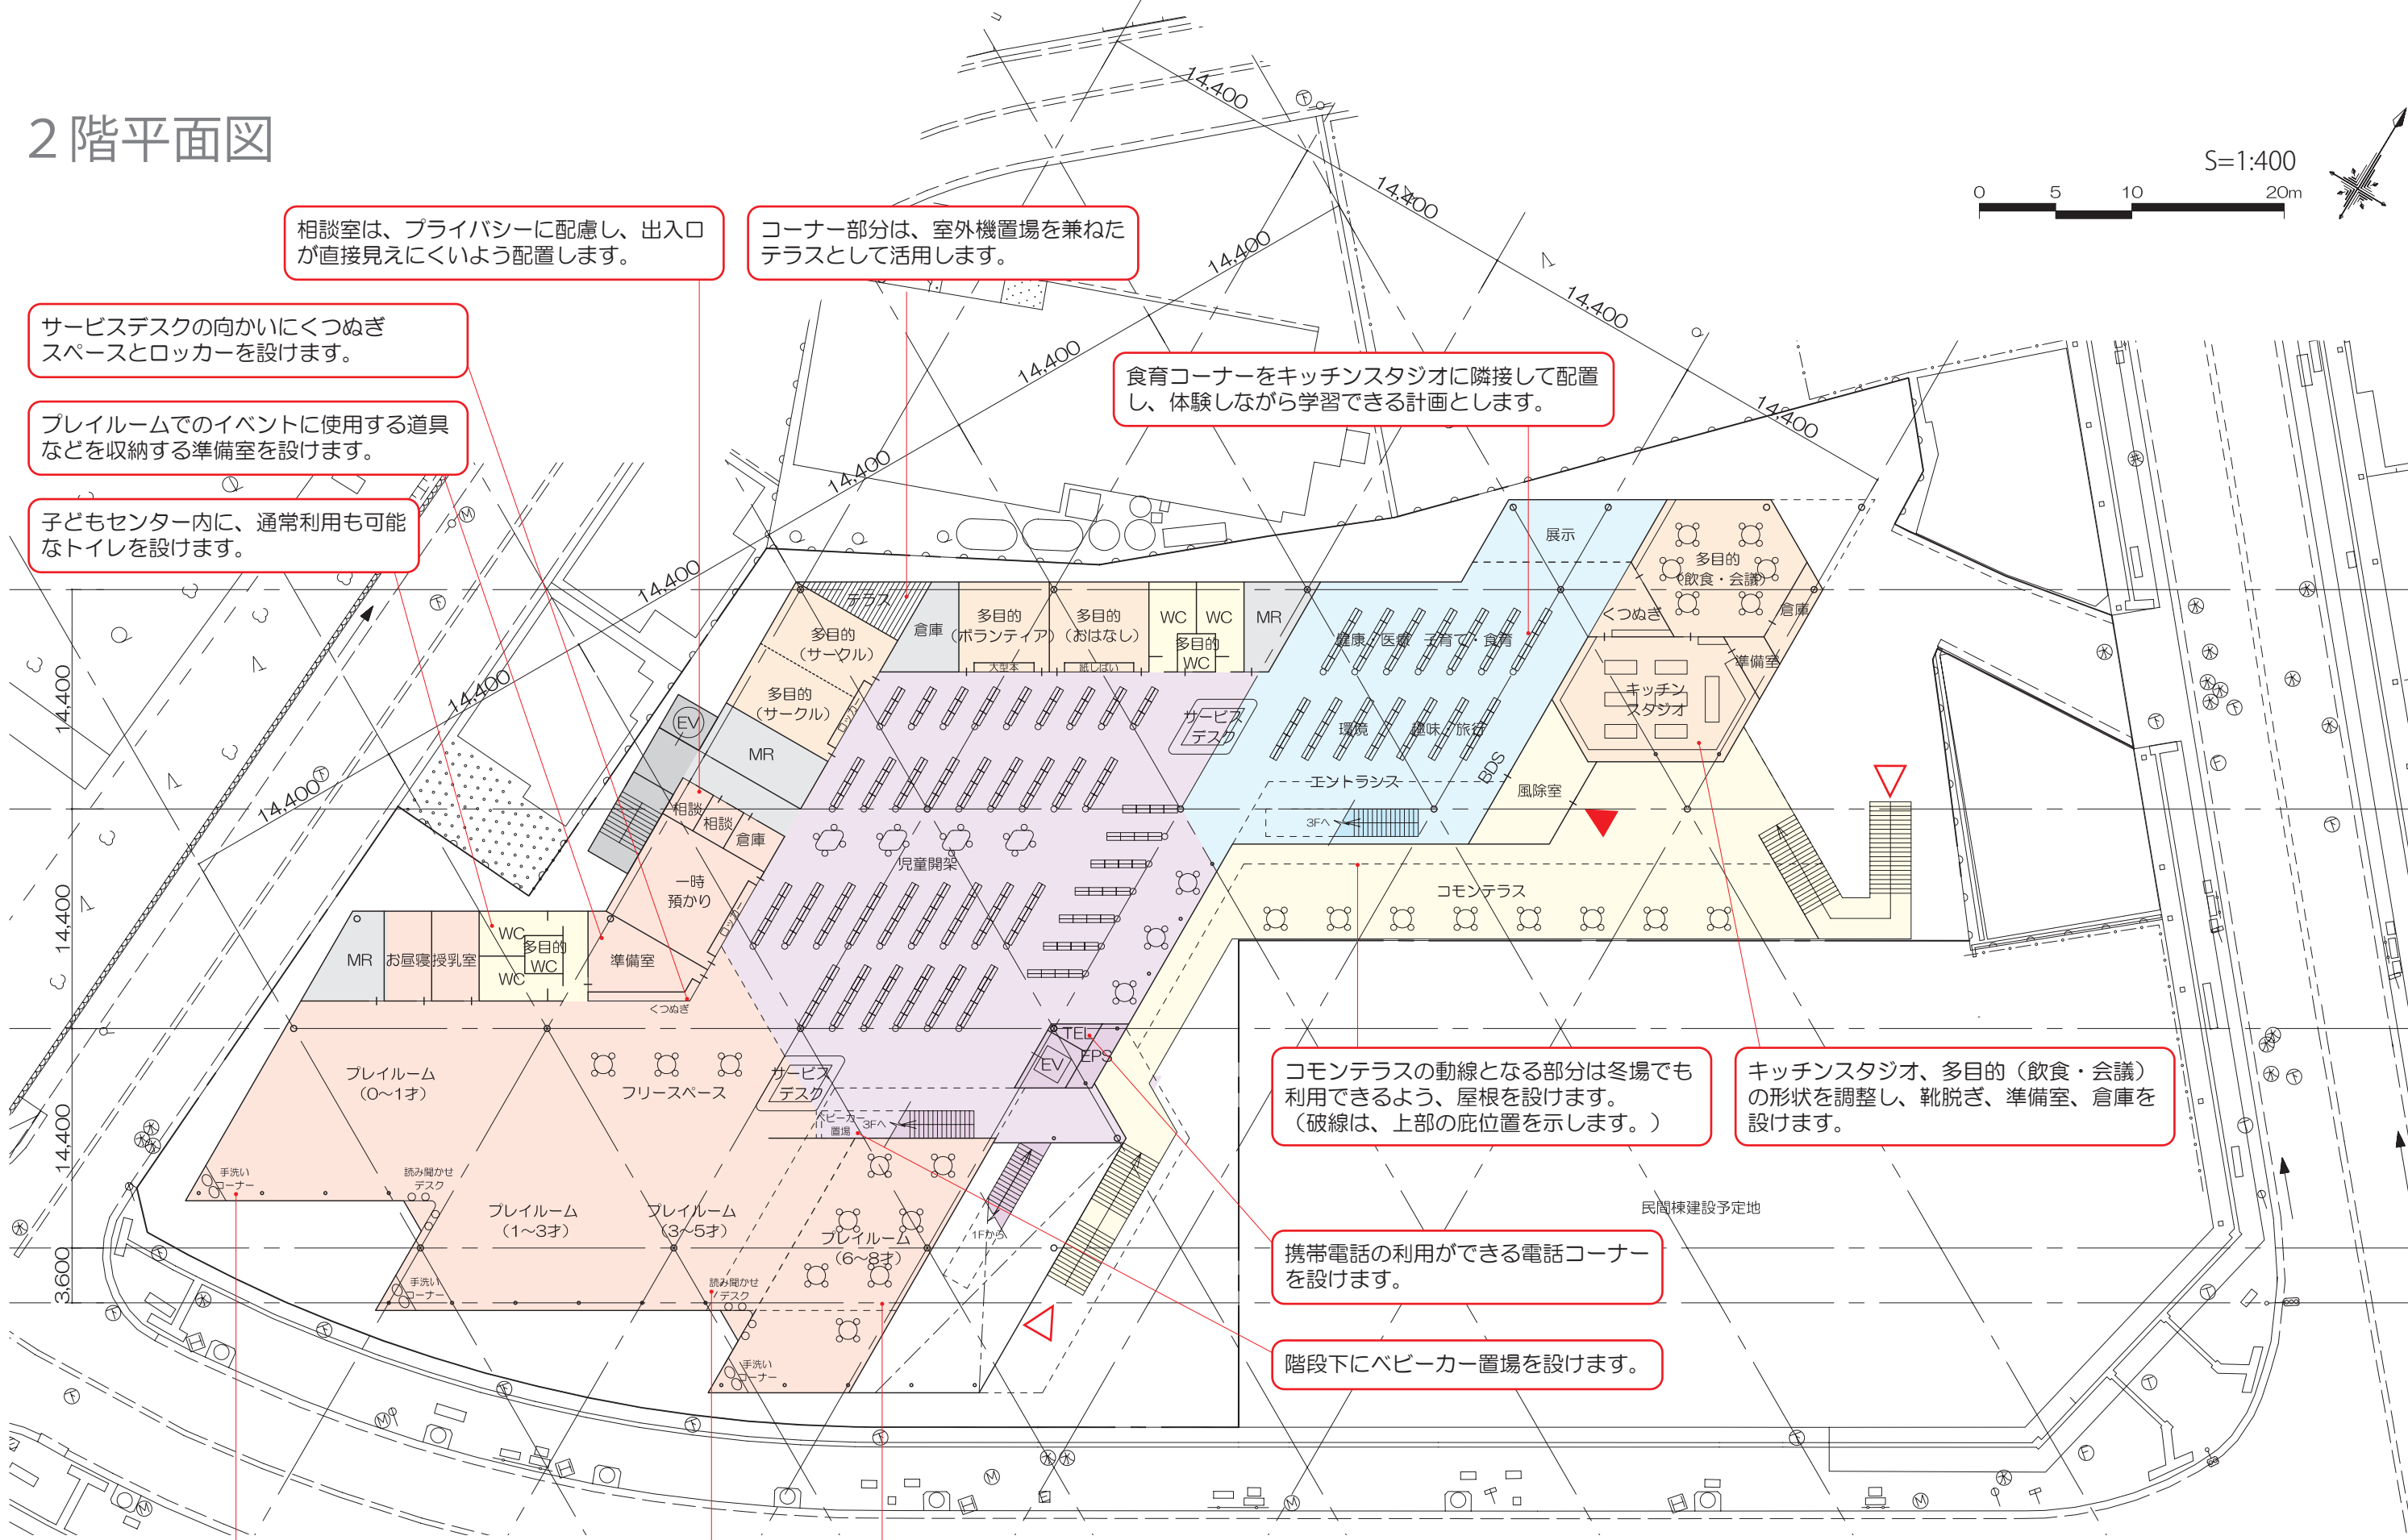 ２階平面図
S=1:400
0 5 10 20m
相談室は、プライバシーに配慮し、出入口
が直接見えにくいよう配置します。
コーナー部分は、室外機置場を兼ねた
テラスとして活用します。
サービスデスクの向かいにくつぬぎ
スペースとロッカーを設けます。
プレイルームでのイベントに使用する道具
などを収納する準備室を設けます。
子どもセンター内に、通常利用も可能
なトイレを設けます。
食育コーナーをキッチンスタジオに隣接して配置
し、体験しながら学習できる計画とします。
14,400
14,400
14,400
14,400
14,400
14,400
14,400
14,400
14,400
14,400
14,400
14,400
14,400
3,600
展示
多目的
（飲食・会議）
倉庫
くつぬぎ
準備室
キッチン
スタジオ
テラス
倉庫
多目的
（ボランティア）
大型本
多目的
（おはなし）
紙しばい
WC
WC
多目的
WC
MR
健康・医療
子育て・食育
環境
趣味・旅行
多目的
（サークル）
多目的
（サークル）
ロッカー
サービス
デスク
エントランス
BDS
風除室
3Fへ
EV
MR
相談
相談
倉庫
一時
預かり
ロッカー
児童開架
コモンテラス
MR
お昼寝
授乳室
WC
多目的
WC
WC
準備室
くつぬぎ
TEL
EPS
EV
プレイルーム
（0～1才）
フリースペース
サービス
デスク
ベビーカー
置場
3Fへ
手洗い
コーナー
読み聞かせ
デスク
プレイルーム
（1～3才）
プレイルーム
（3～5才）
プレイルーム
（6～8才）
1Fから
手洗い
コーナー
読み聞かせ
デスク
手洗い
コーナー
コモンテラスの動線となる部分は冬場でも
利用できるよう、屋根を設けます。
（破線は、上部の庇位置を示します。）
キッチンスタジオ、多目的（飲食・会議）
の形状を調整し、靴脱ぎ、準備室、倉庫を
設けます。
民間棟建設予定地
携帯電話の利用ができる電話コーナー
を設けます。
階段下にベビーカー置場を設けます。